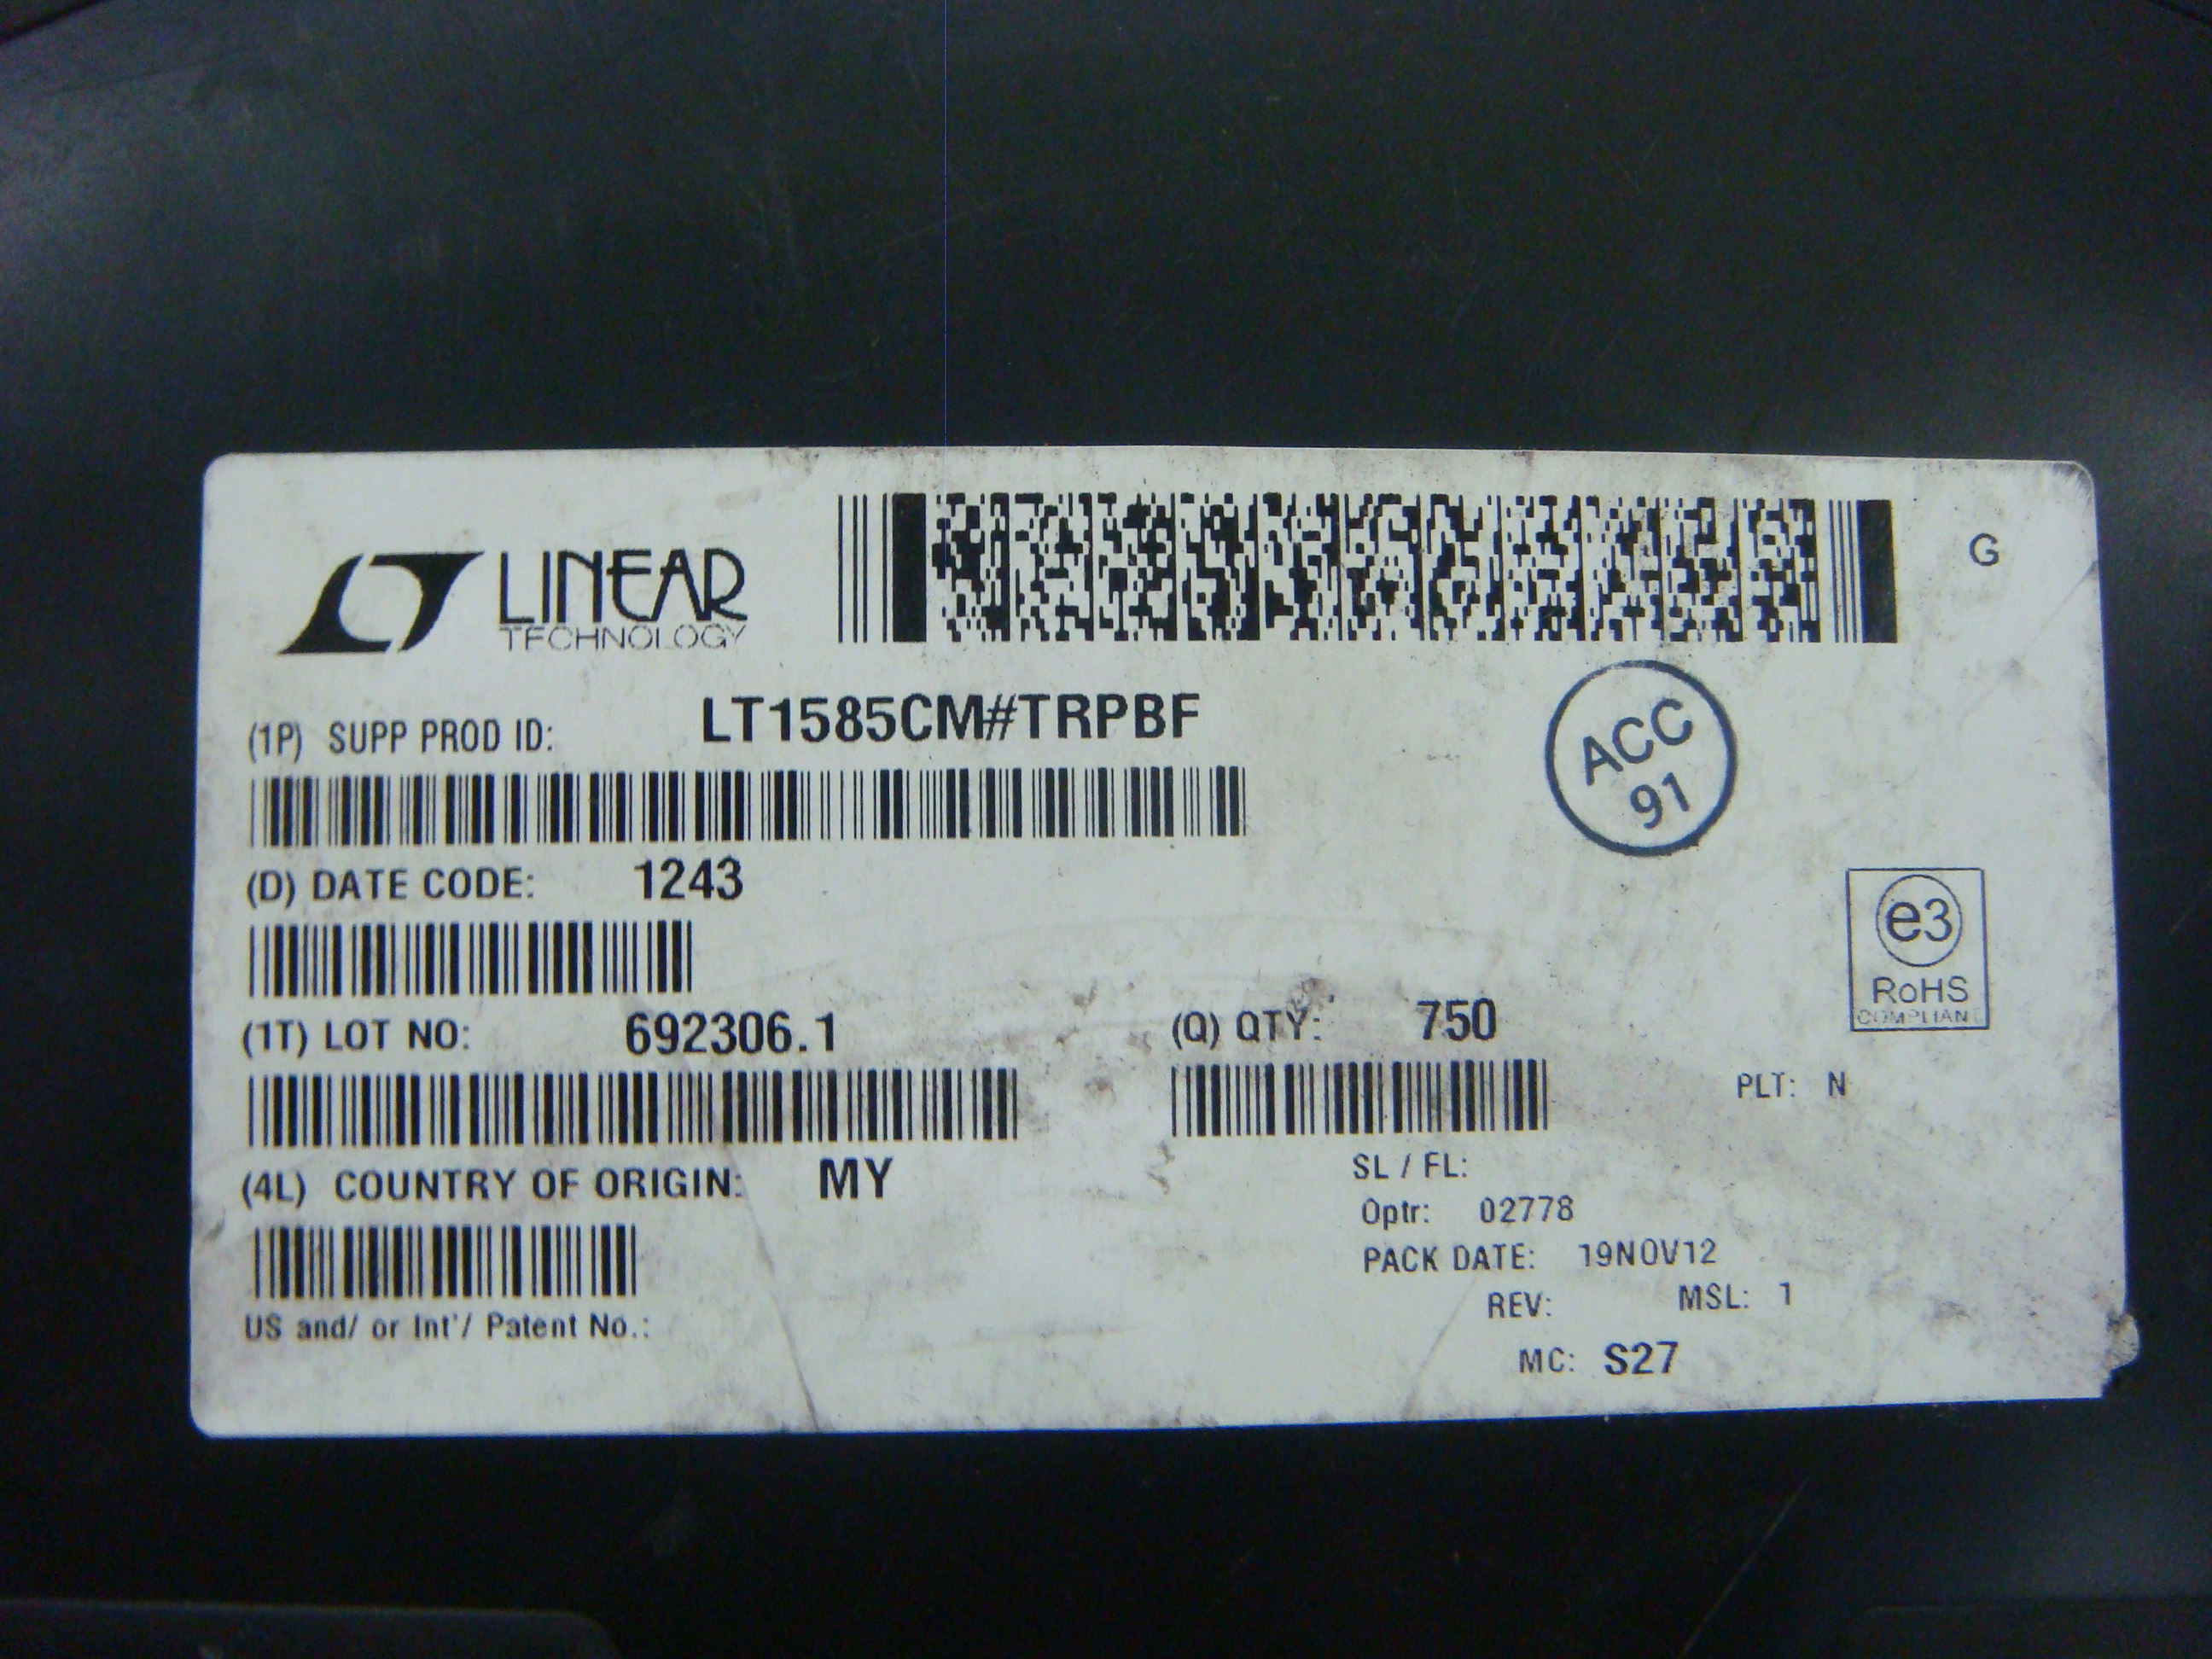 LT LINEAR
TECHNOLOGY
G
(1P) SUPP PROD ID: LT1585CM#TRPBF
ACC
91
(D) DATE CODE: 1243
e3
RoHS
COMPLIANT
(1T) LOT NO: 692306.1
(Q) QTY: 750
PLT: N
(4L) COUNTRY OF ORIGIN: MY
SL / FL:
Optr: 02778
PACK DATE: 19NOV12
REV: MSL: 1
US and/ or Int'/ Patent No.:
MC: S27